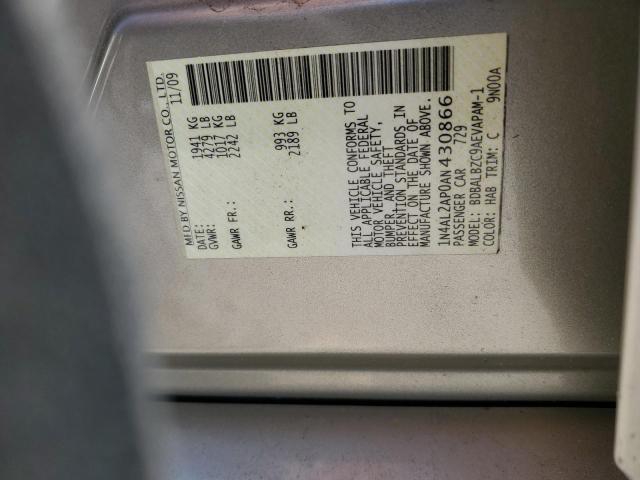 MFD BY NISSAN MOTOR CO., LTD.
DATE: 11/09
GVWR: 1941 KG
4279 LB
GAWR FR.: 1017 KG
2242 LB
GAWR RR.: 993 KG
2189 LB
THIS VEHICLE CONFORMS TO
ALL APPLICABLE FEDERAL
MOTOR VEHICLE SAFETY,
BUMPER, AND THEFT
PREVENTION STANDARDS IN
EFFECT ON THE DATE OF
MANUFACTURE SHOWN ABOVE.
1N4AL2AP0AN430866
PASSENGER CAR 729
MODEL: BDBALBZC9AEVAPAM-1
COLOR: HAB TRIM: C 9N00A